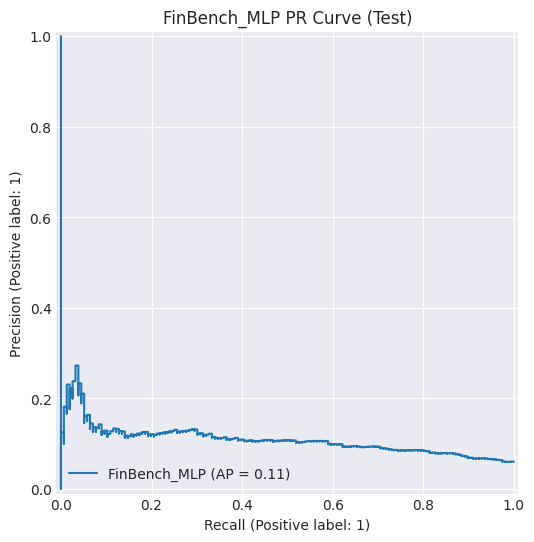 FinBench_MLP PR Curve (Test)
1.0
0.8
0.6
0.4
0.2
0.0
Precision (Positive label: 1)
FinBench_MLP (AP = 0.11)
0.0 0.2 0.4 0.6 0.8 1.0
Recall (Positive label: 1)